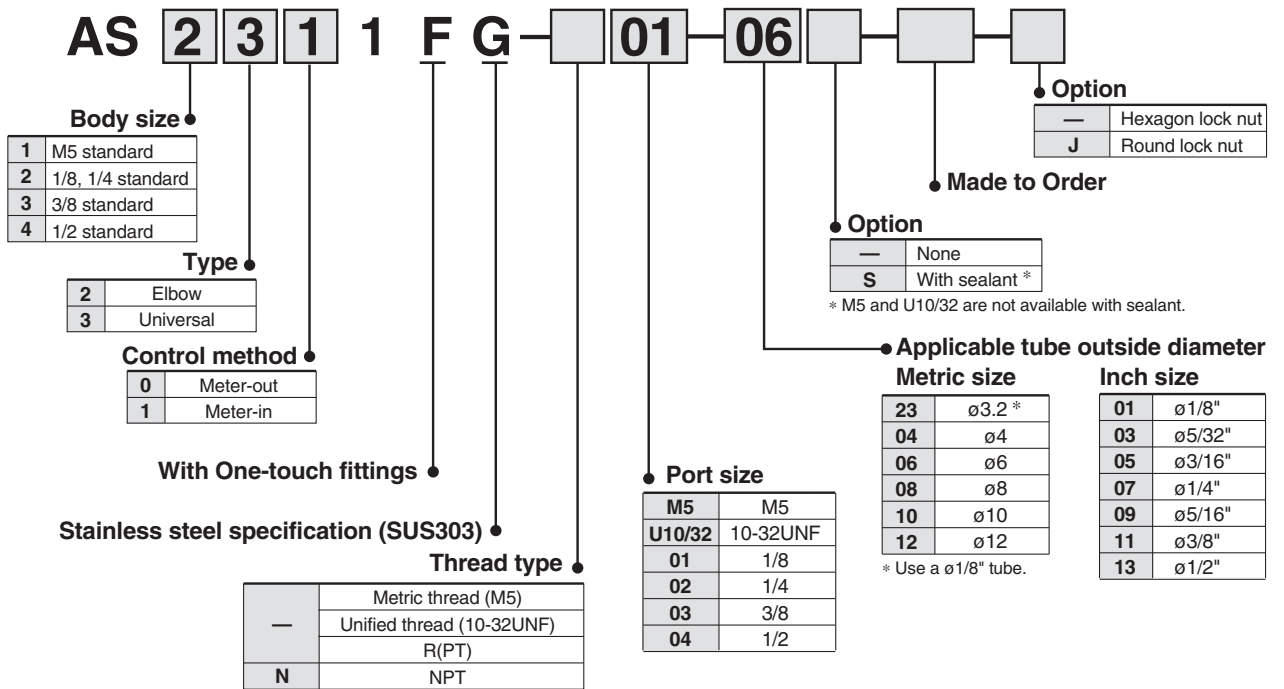 AS 2 3 1 1 F G – 01 – 06
Body size
1 M5 standard
2 1/8, 1/4 standard
3 3/8 standard
4 1/2 standard
Type
2 Elbow
3 Universal
Control method
0 Meter-out
1 Meter-in
With One-touch fittings
Stainless steel specification (SUS303)
Thread type
— Metric thread (M5)
Unified thread (10-32UNF)
R(PT)
N NPT
Port size
M5 M5
U10/32 10-32UNF
01 1/8
02 1/4
03 3/8
04 1/2
Applicable tube outside diameter
Metric size
23 ø3.2 *
04 ø4
06 ø6
08 ø8
10 ø10
12 ø12
* Use a ø1/8" tube.
Inch size
01 ø1/8"
03 ø5/32"
05 ø3/16"
07 ø1/4"
09 ø5/16"
11 ø3/8"
13 ø1/2"
Option
— None
S With sealant *
* M5 and U10/32 are not available with sealant.
Made to Order
Option
— Hexagon lock nut
J Round lock nut